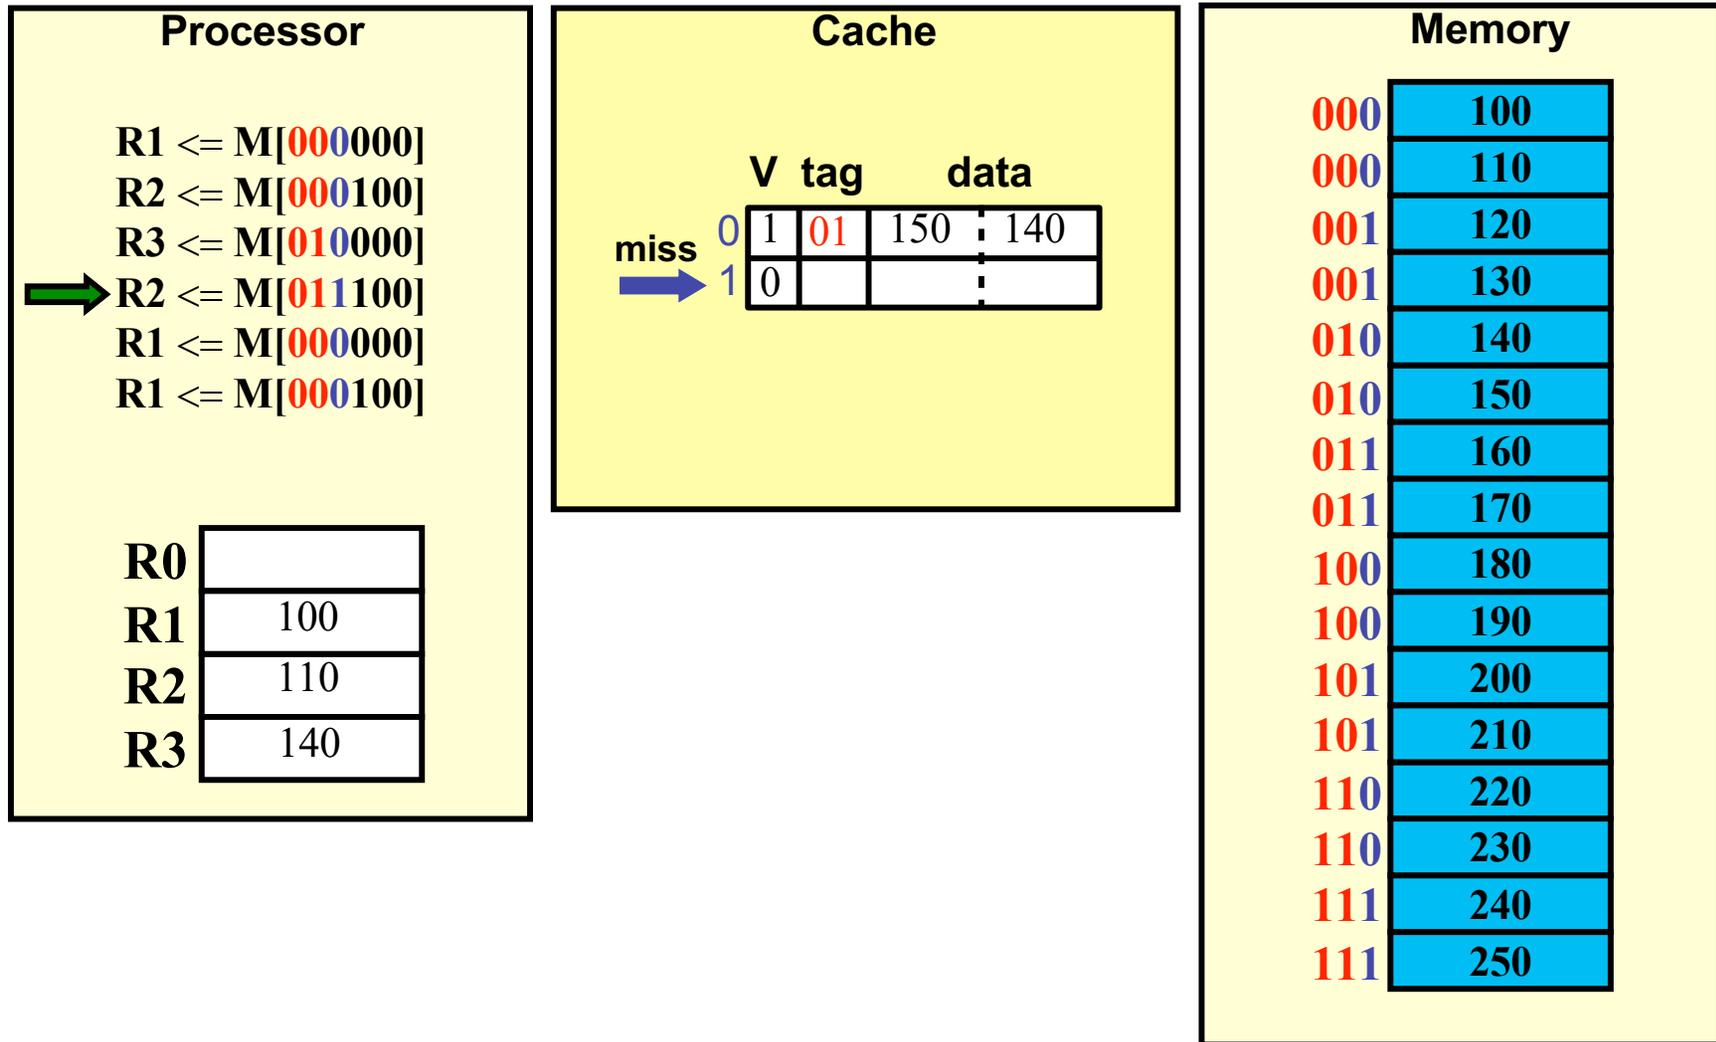 Processor
R1 <= M[000000]
R2 <= M[000100]
R3 <= M[010000]
R2 <= M[011100]
R1 <= M[000000]
R1 <= M[000100]
R0
R1 100
R2 110
R3 140
Cache
V tag data
0 1 01 150 140
miss
1 0
Memory
000 100
000 110
001 120
001 130
010 140
010 150
011 160
011 170
100 180
100 190
101 200
101 210
110 220
110 230
111 240
111 250